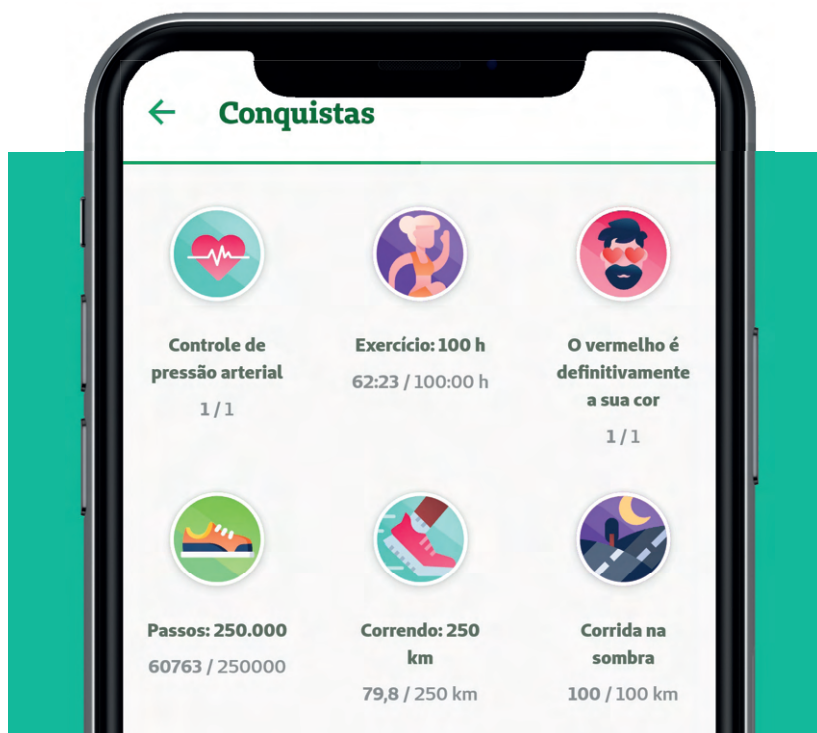 Conquistas
Controle de
pressão arterial
1 / 1
Exercício: 100 h
62:23 / 100:00 h
O vermelho é
definitivamente
a sua cor
1 / 1
Passos: 250.000
60763 / 250000
Correndo: 250
km
79,8 / 250 km
Corrida na
sombra
100 / 100 km